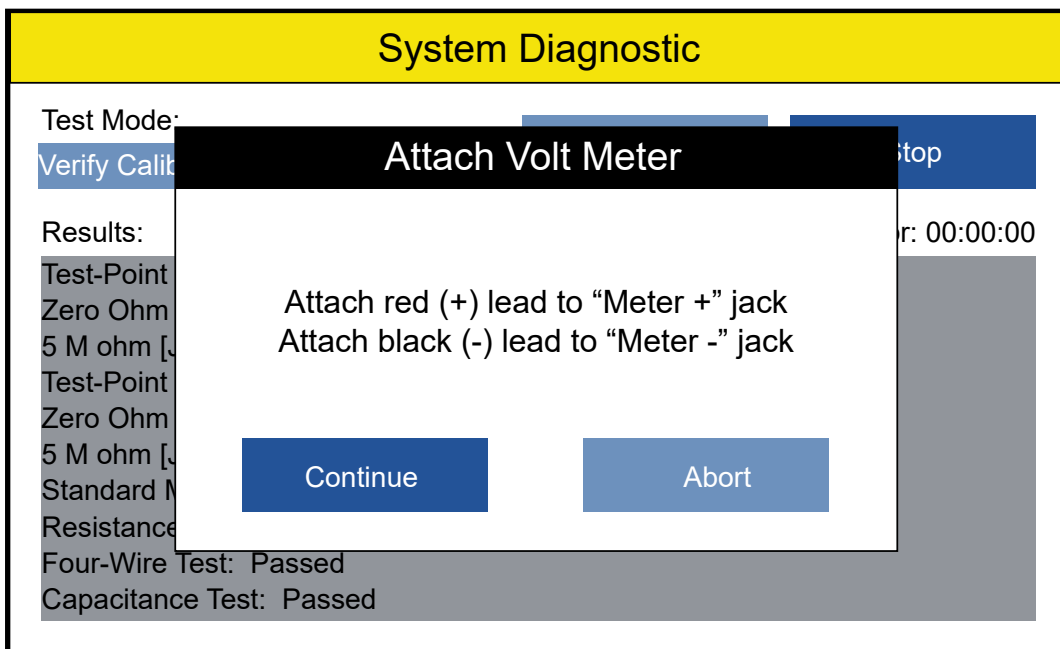 System Diagnostic
Test Mode:
Verify
Stop
Attach Volt Meter
Results:
00:00:00
Attach red (+) lead to “Meter +” jack
Attach black (-) lead to “Meter -” jack
Continue
Abort
Test-Point
Zero Ohm
5 M ohm
Test-Point
Zero Ohm
5 M ohm
Standard
Resistance
Four-Wire Test: Passed
Capacitance Test: Passed